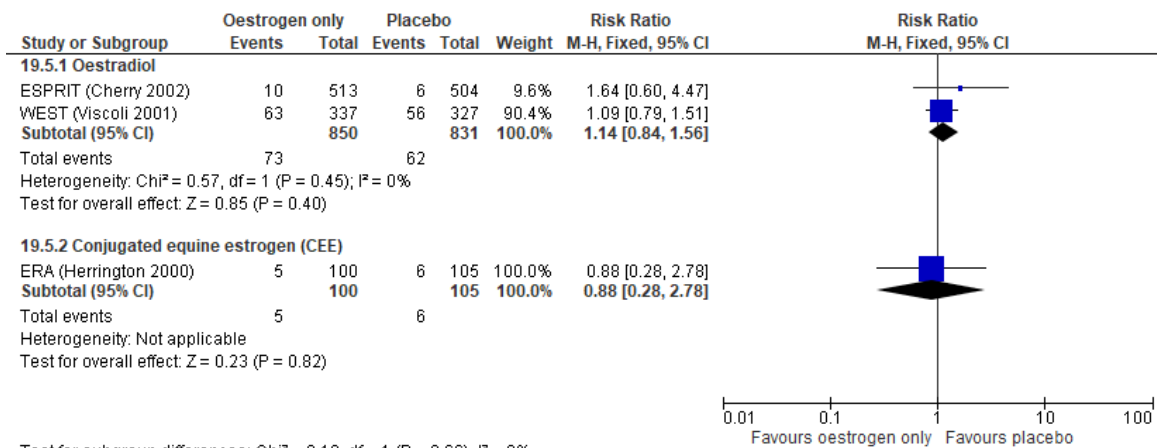 Oestrogen only Placebo Risk Ratio Risk Ratio
Study or Subgroup Events Total Events Total Weight M-H, Fixed, 95% CI M-H, Fixed, 95% CI
19.5.1 Oestradiol
ESPRIT (Cherry 2002) 10 513 6 504 9.6% 1.64 [0.60, 4.47]
WEST (Viscoli 2001) 63 337 56 327 90.4% 1.09 [0.79, 1.51]
Subtotal (95% CI) 850 831 100.0% 1.14 [0.84, 1.56]
Total events 73 62
Heterogeneity: Chi² = 0.57, df = 1 (P = 0.45); I² = 0%
Test for overall effect: Z = 0.85 (P = 0.40)
19.5.2 Conjugated equine estrogen (CEE)
ERA (Herrington 2000) 5 100 6 105 100.0% 0.88 [0.28, 2.78]
Subtotal (95% CI) 100 105 100.0% 0.88 [0.28, 2.78]
Total events 5 6
Heterogeneity: Not applicable
Test for overall effect: Z = 0.23 (P = 0.82)
0.01 0.1 1 10 100
Favours oestrogen only Favours placebo